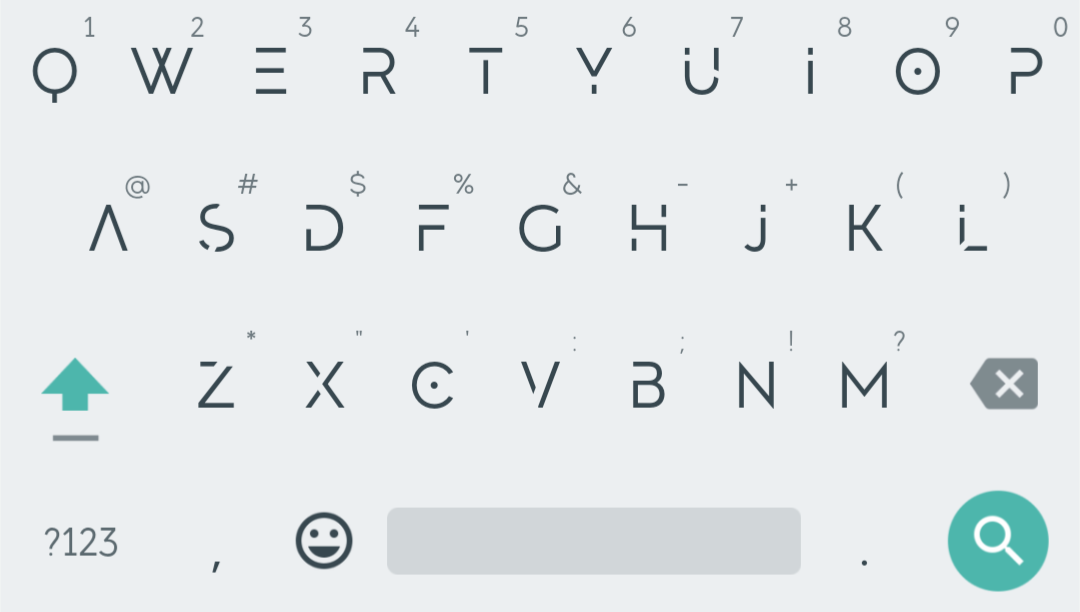 1 2 3 4 5 6 7 8 9 0
Q W E R T Y U i O P
@ # $ % & - + ( )
A S D F G H j K L
* " ' : ; ! ?
Z X C V B N M
?123 , .